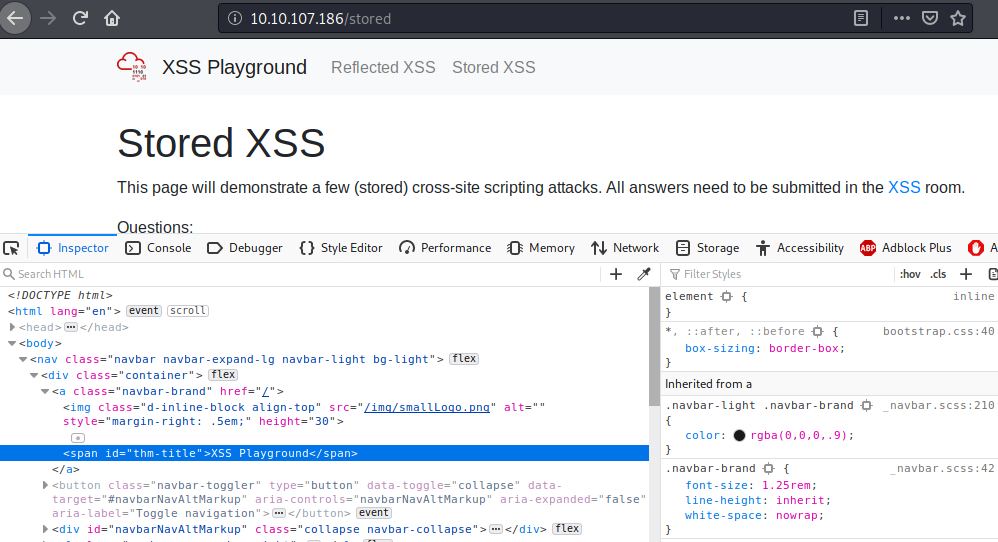 10.10.107.186/stored
XSS Playground Reflected XSS Stored XSS
Stored XSS
This page will demonstrate a few (stored) cross-site scripting attacks. All answers need to be submitted in the XSS room.
Questions:
Inspector Console Debugger Style Editor Performance Memory Network Storage Accessibility ABP Adblock Plus A
Search HTML
Filter Styles :hov .cls
<!DOCTYPE html>
<html lang="en"> event scroll
<head> ••• </head>
<body>
<nav class="navbar navbar-expand-lg navbar-light bg-light"> flex
<div class="container"> flex
<a class="navbar-brand" href="/">
<img class="d-inline-block align-top" src="/img/smallLogo.png" alt=""
style="margin-right: .5em;" height="30">
<span id="thm-title">XSS Playground</span>
</a>
<button class="navbar-toggler" type="button" data-toggle="collapse" data-
target="#navbarNavAltMarkup" aria-controls="navbarNavAltMarkup" aria-expanded="false"
aria-label="Toggle navigation"> ••• </button> event
<div id="navbarNavAltMarkup" class="collapse navbar-collapse"> ••• </div> flex
element { inline
}
*, ::after, ::before { bootstrap.css:40
box-sizing: border-box;
}
Inherited from a
.navbar-light .navbar-brand _navbar.scss:210
{
color: rgba(0,0,0,.9);
}
.navbar-brand { _navbar.scss:42
font-size: 1.25rem;
line-height: inherit;
white-space: nowrap;
}